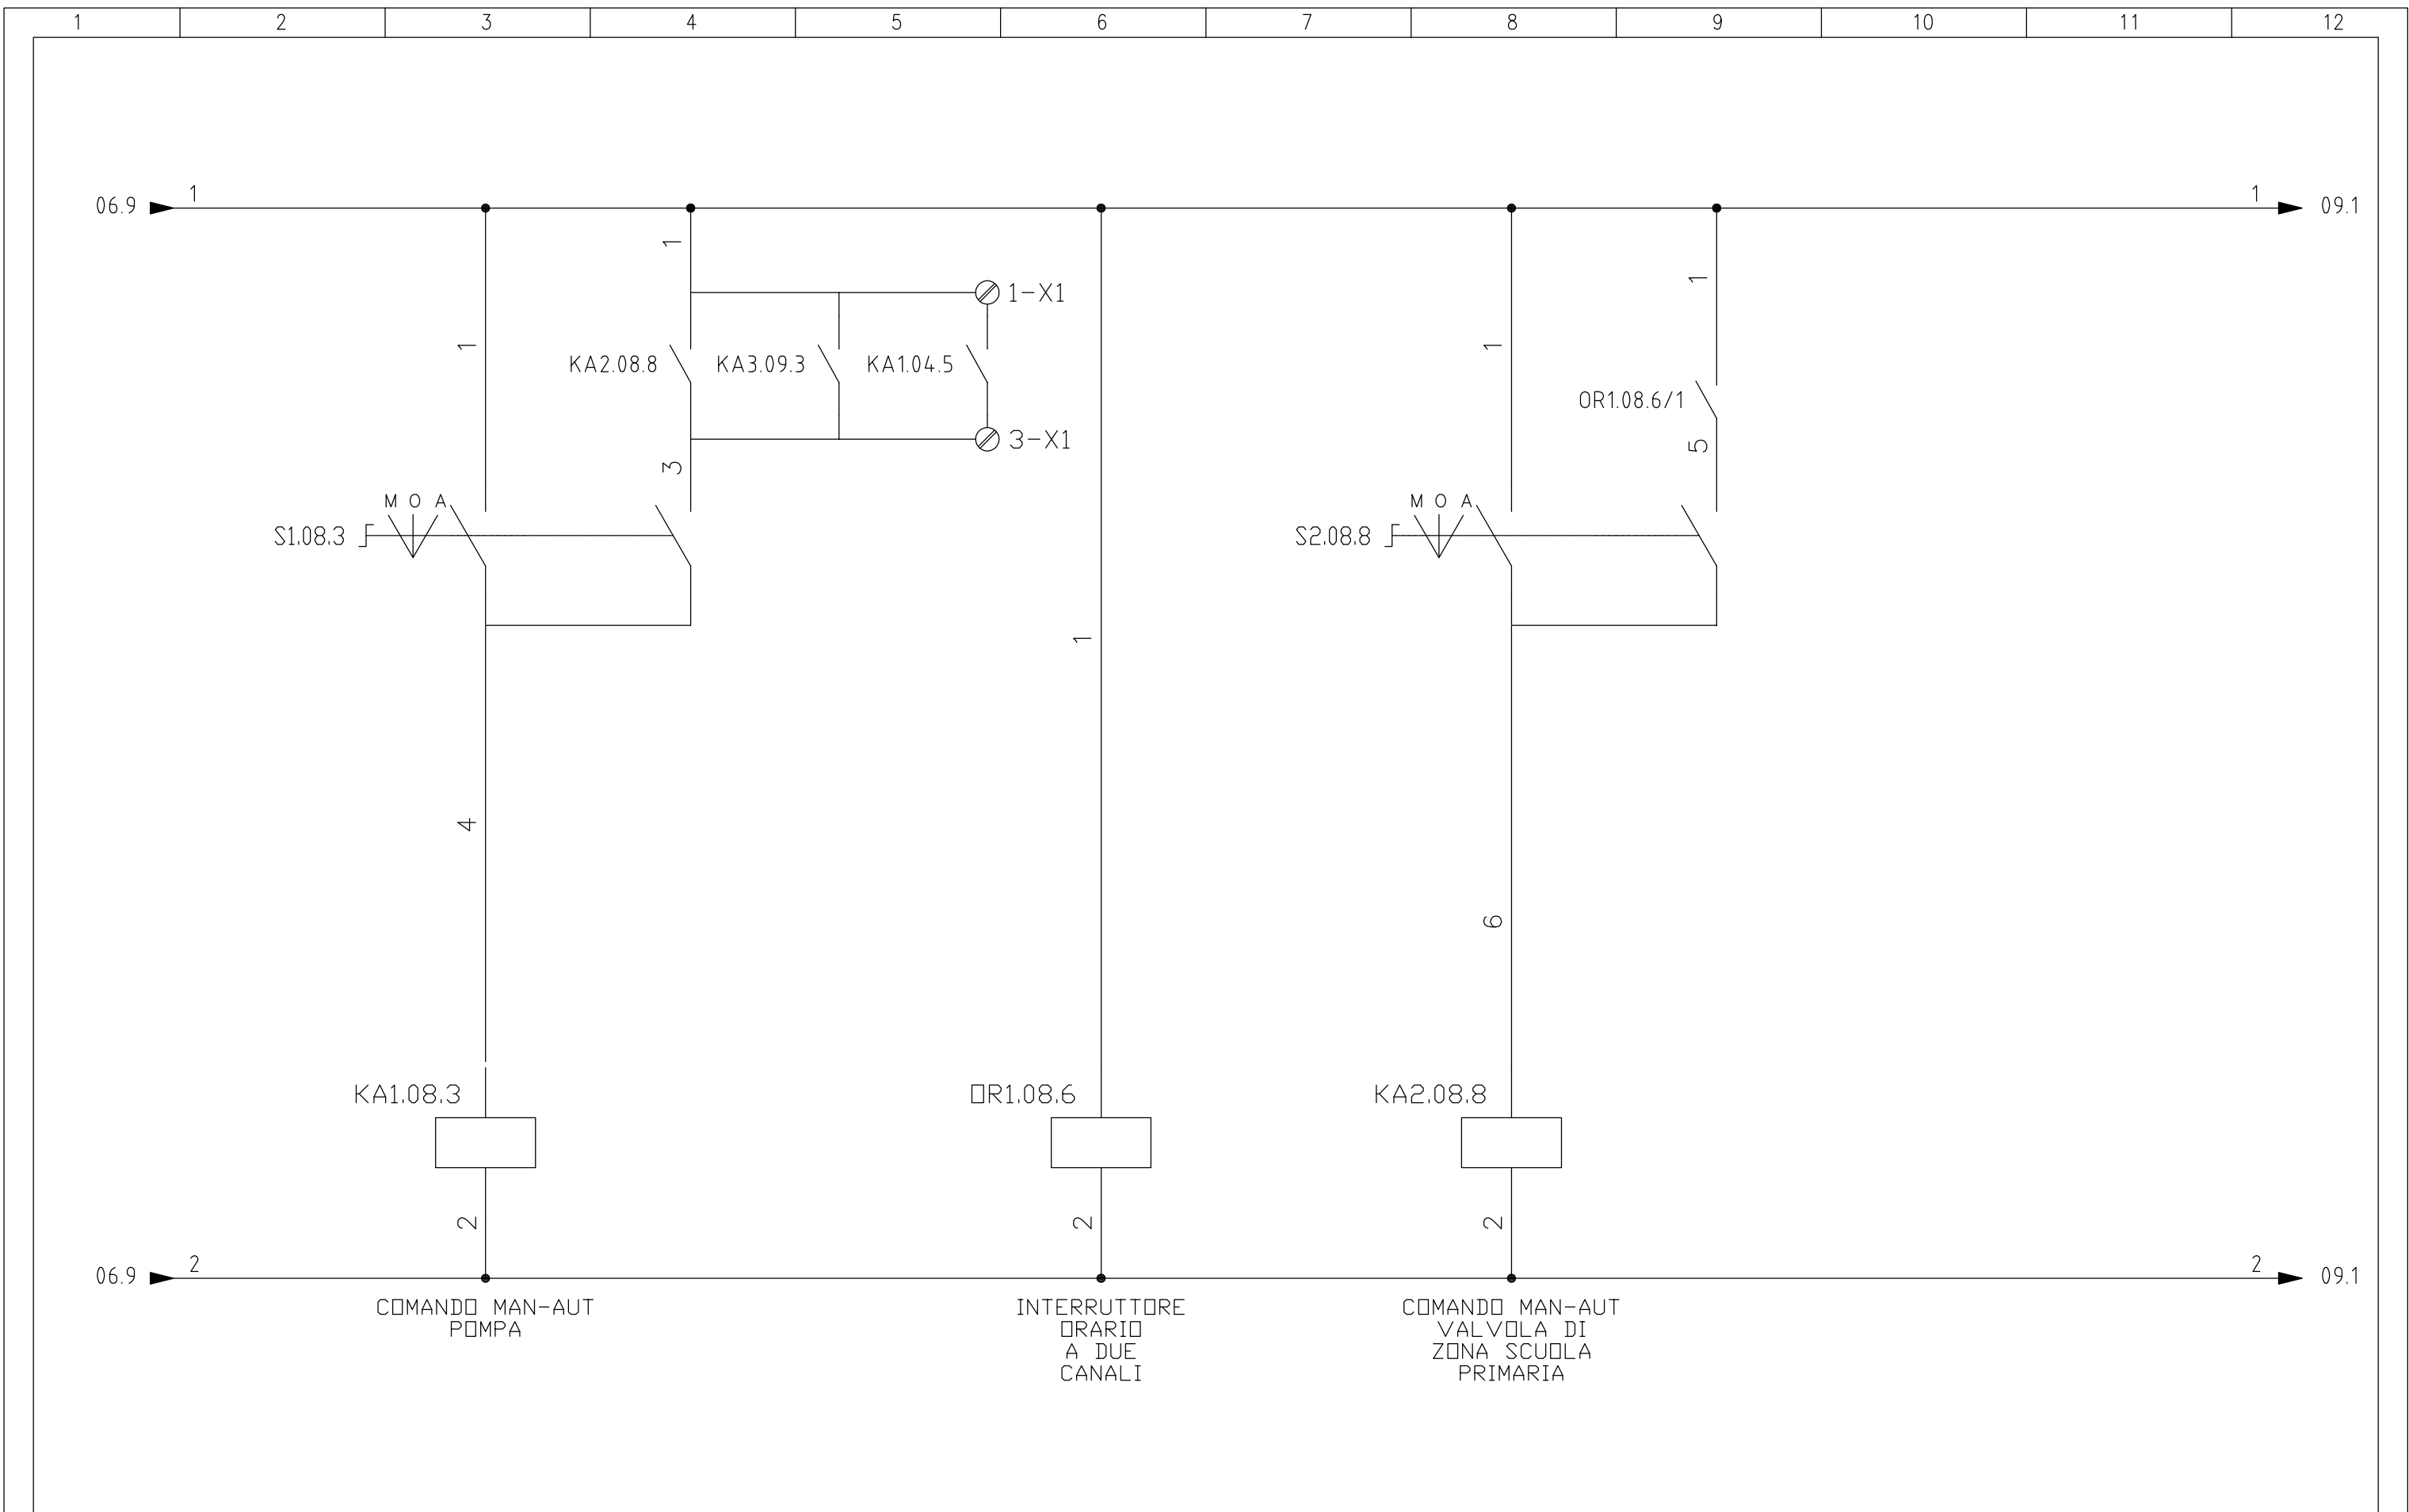 1 2 3 4 5 6 7 8 9 10 11 12
06.9 1 1 09.1
1
1
1-X1
1
1
1
KA2.08.8 KA3.09.3 KA1.04.5
OR1.08.6/1
3-X1
3
5
M O A
M O A
S1.08.3
S2.08.8
1
4
6
KA1.08.3 OR1.08.6 KA2.08.8
2 2 2
06.9 2 2 09.1
COMANDO MAN-AUT
POMPA
INTERRUTTORE
ORARIO
A DUE
CANALI
COMANDO MAN-AUT
VALVOLA DI
ZONA SCUOLA
PRIMARIA